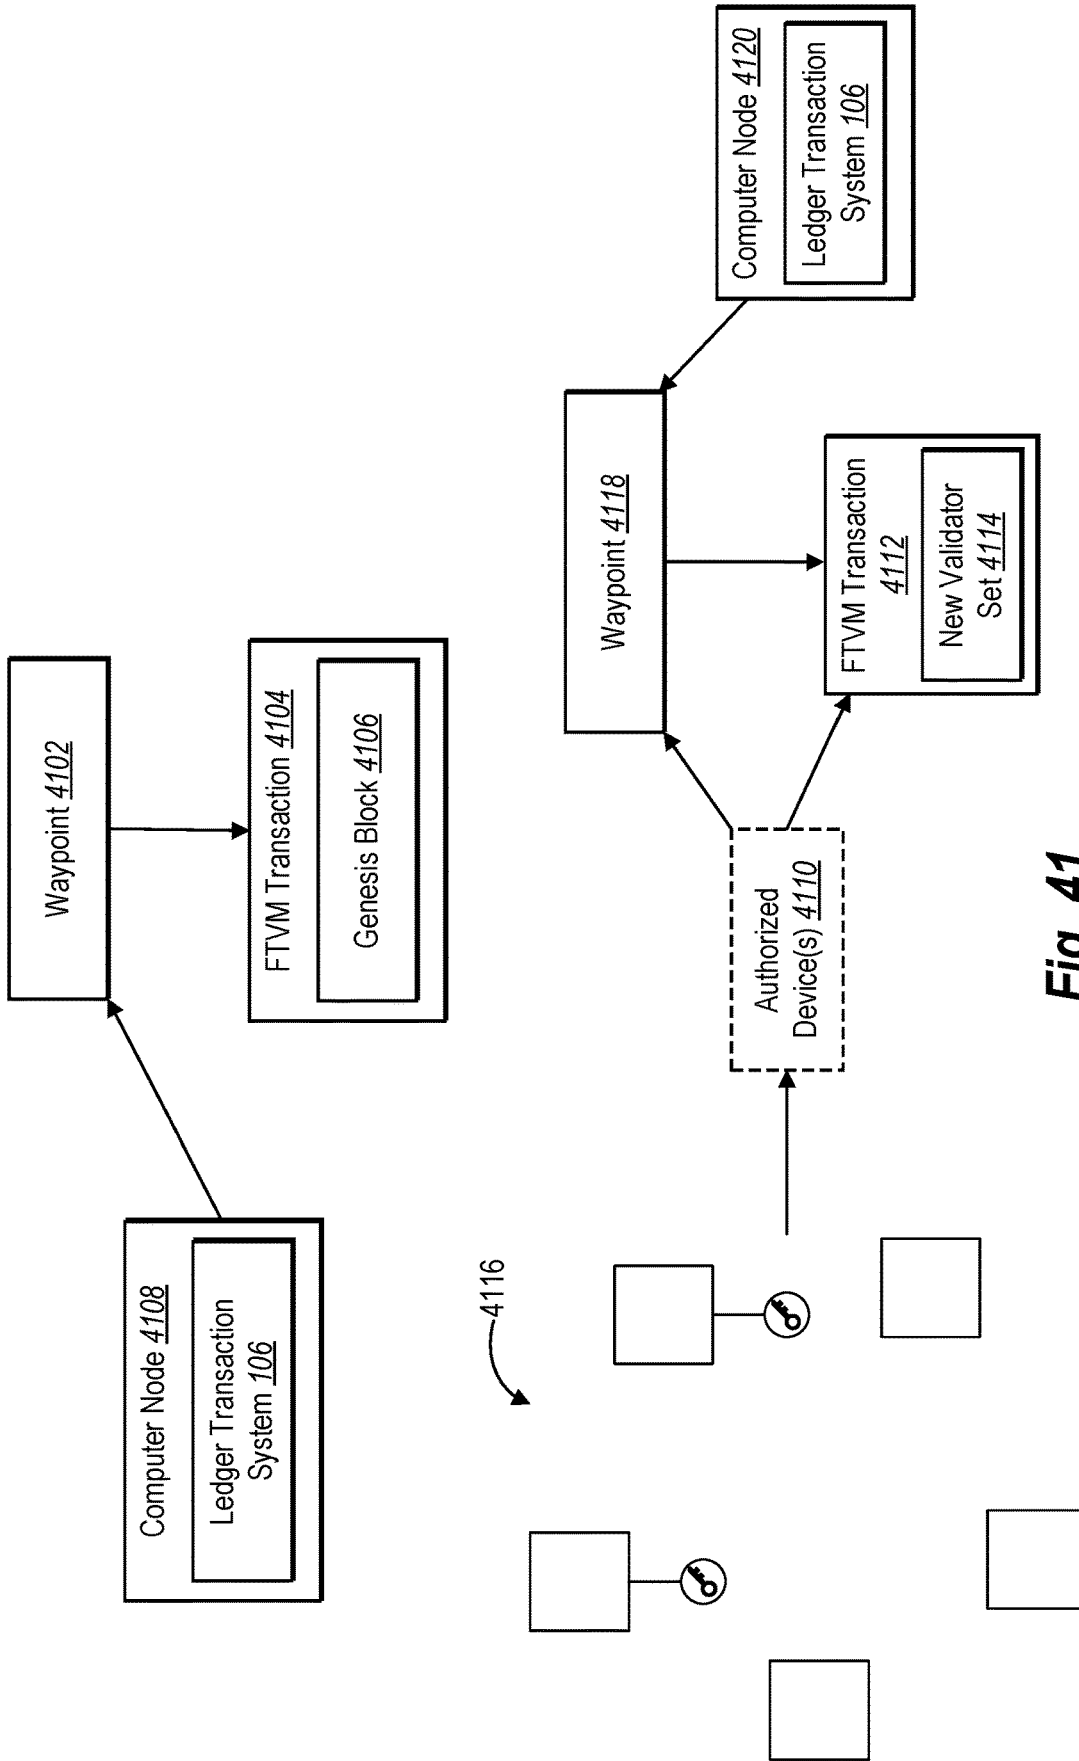 Waypoint 4102
FTVM Transaction 4104
Genesis Block 4106
Computer Node 4108
Ledger Transaction
System 106
4116
Authorized
Device(s) 4110
Waypoint 4118
FTVM Transaction
4112
New Validator
Set 4114
Computer Node 4120
Ledger Transaction
System 106
Fig. 41